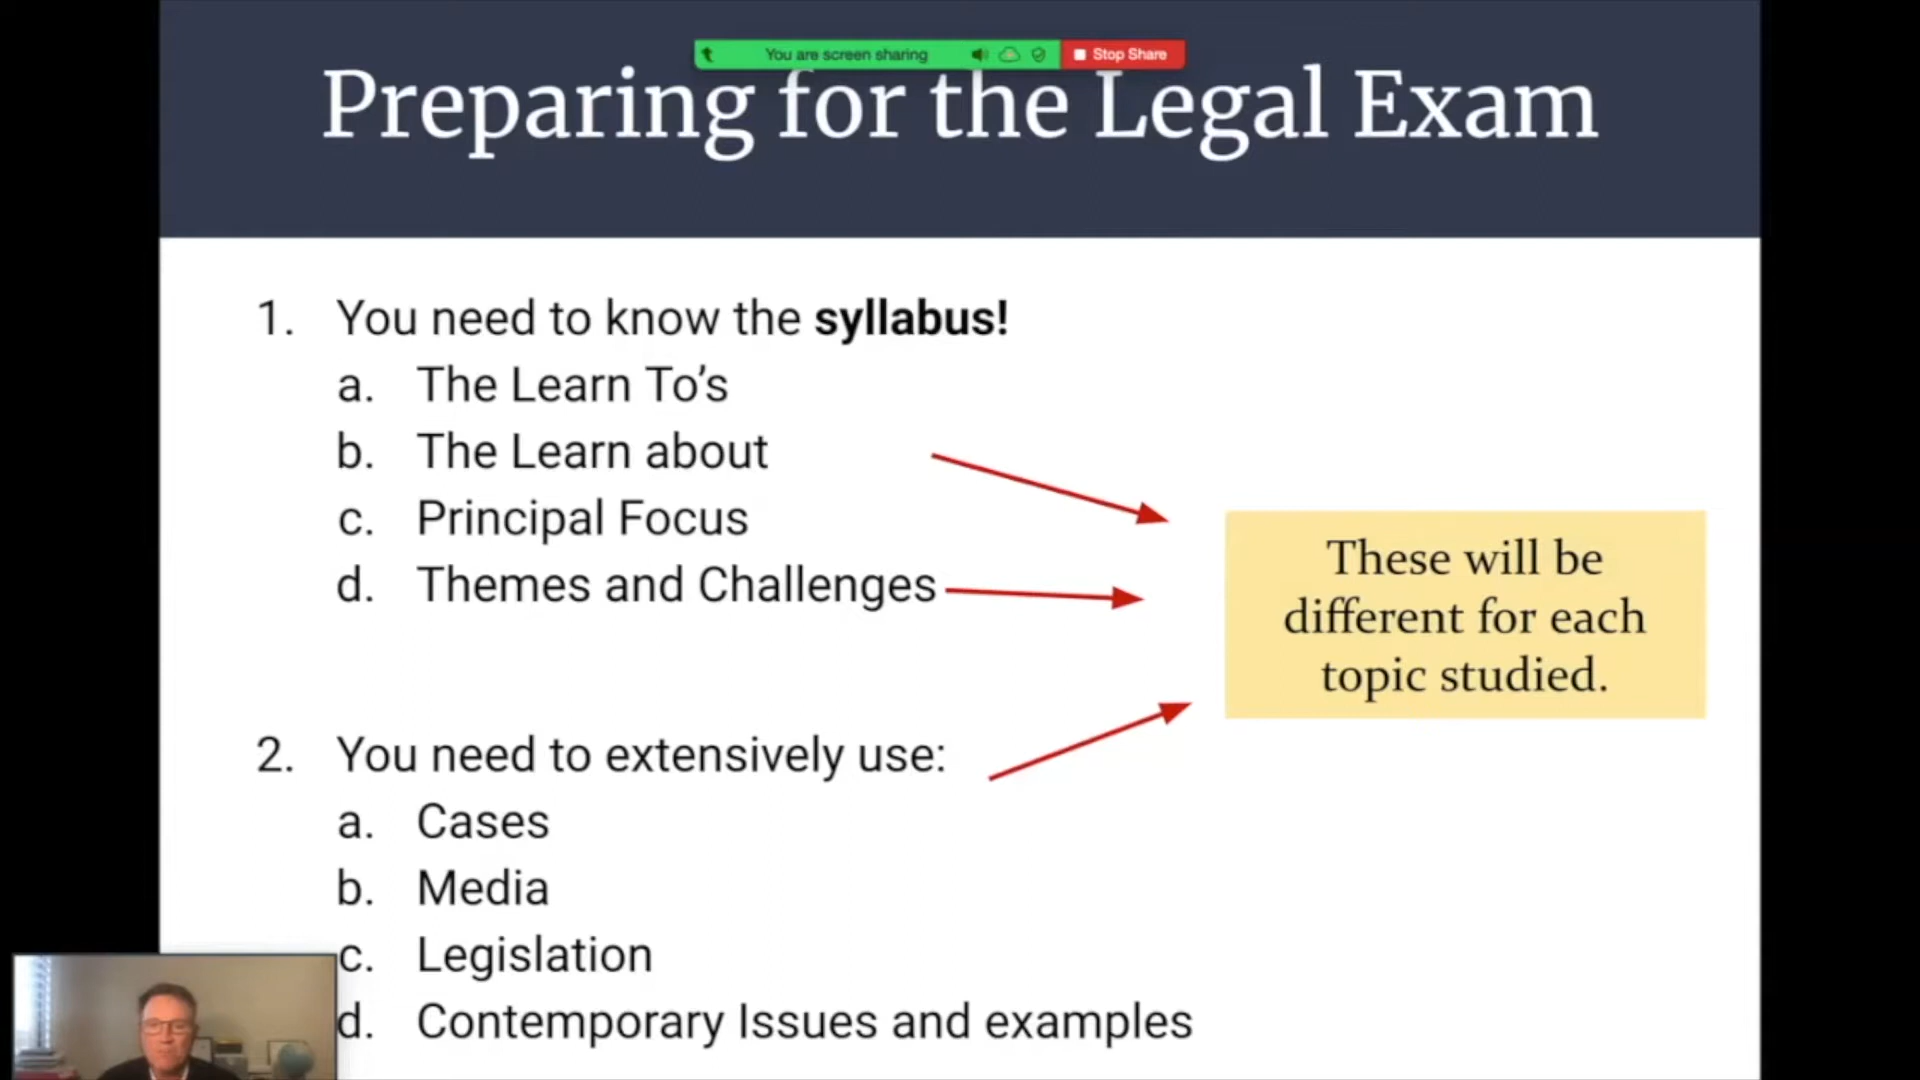 You are screen sharing Stop Share
Preparing for the Legal Exam
1. You need to know the syllabus!
a. The Learn To’s
b. The Learn about
c. Principal Focus
d. Themes and Challenges
These will be
different for each
topic studied.
2. You need to extensively use:
a. Cases
b. Media
c. Legislation
d. Contemporary Issues and examples